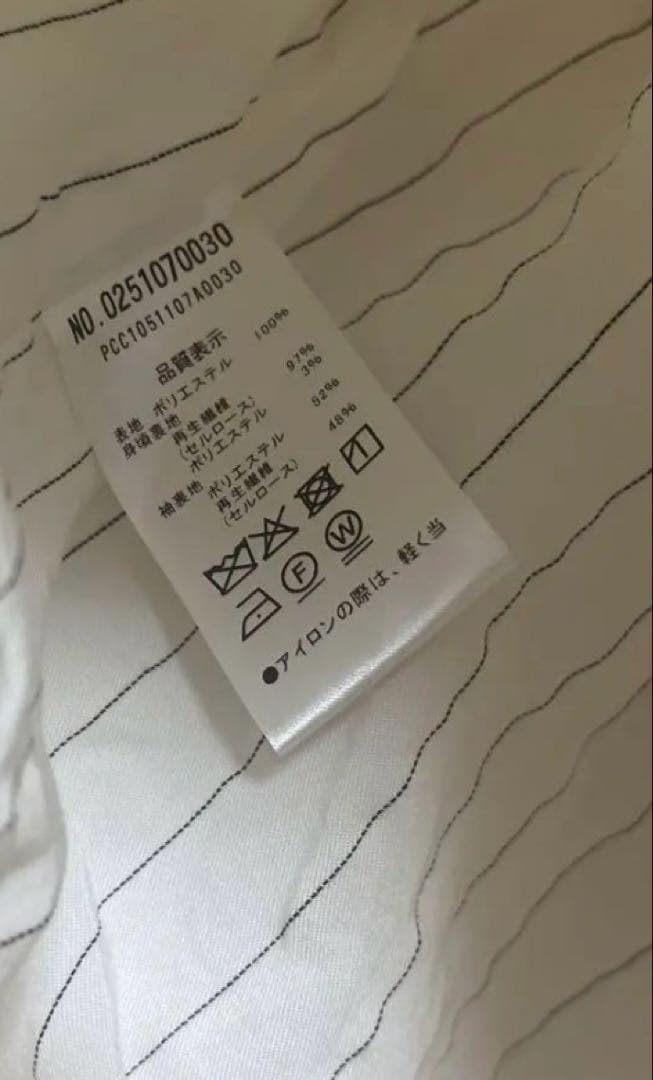 NO.0251070030
PCC1051107A0030
品質表示
表地 ポリエステル 100%
身頃裏地 再生繊維 97%
(セルロース)
ポリエステル 3%
袖裏地 ポリエステル 52%
再生繊維 48%
(セルロース)
F W
●アイロンの際は、軽く当